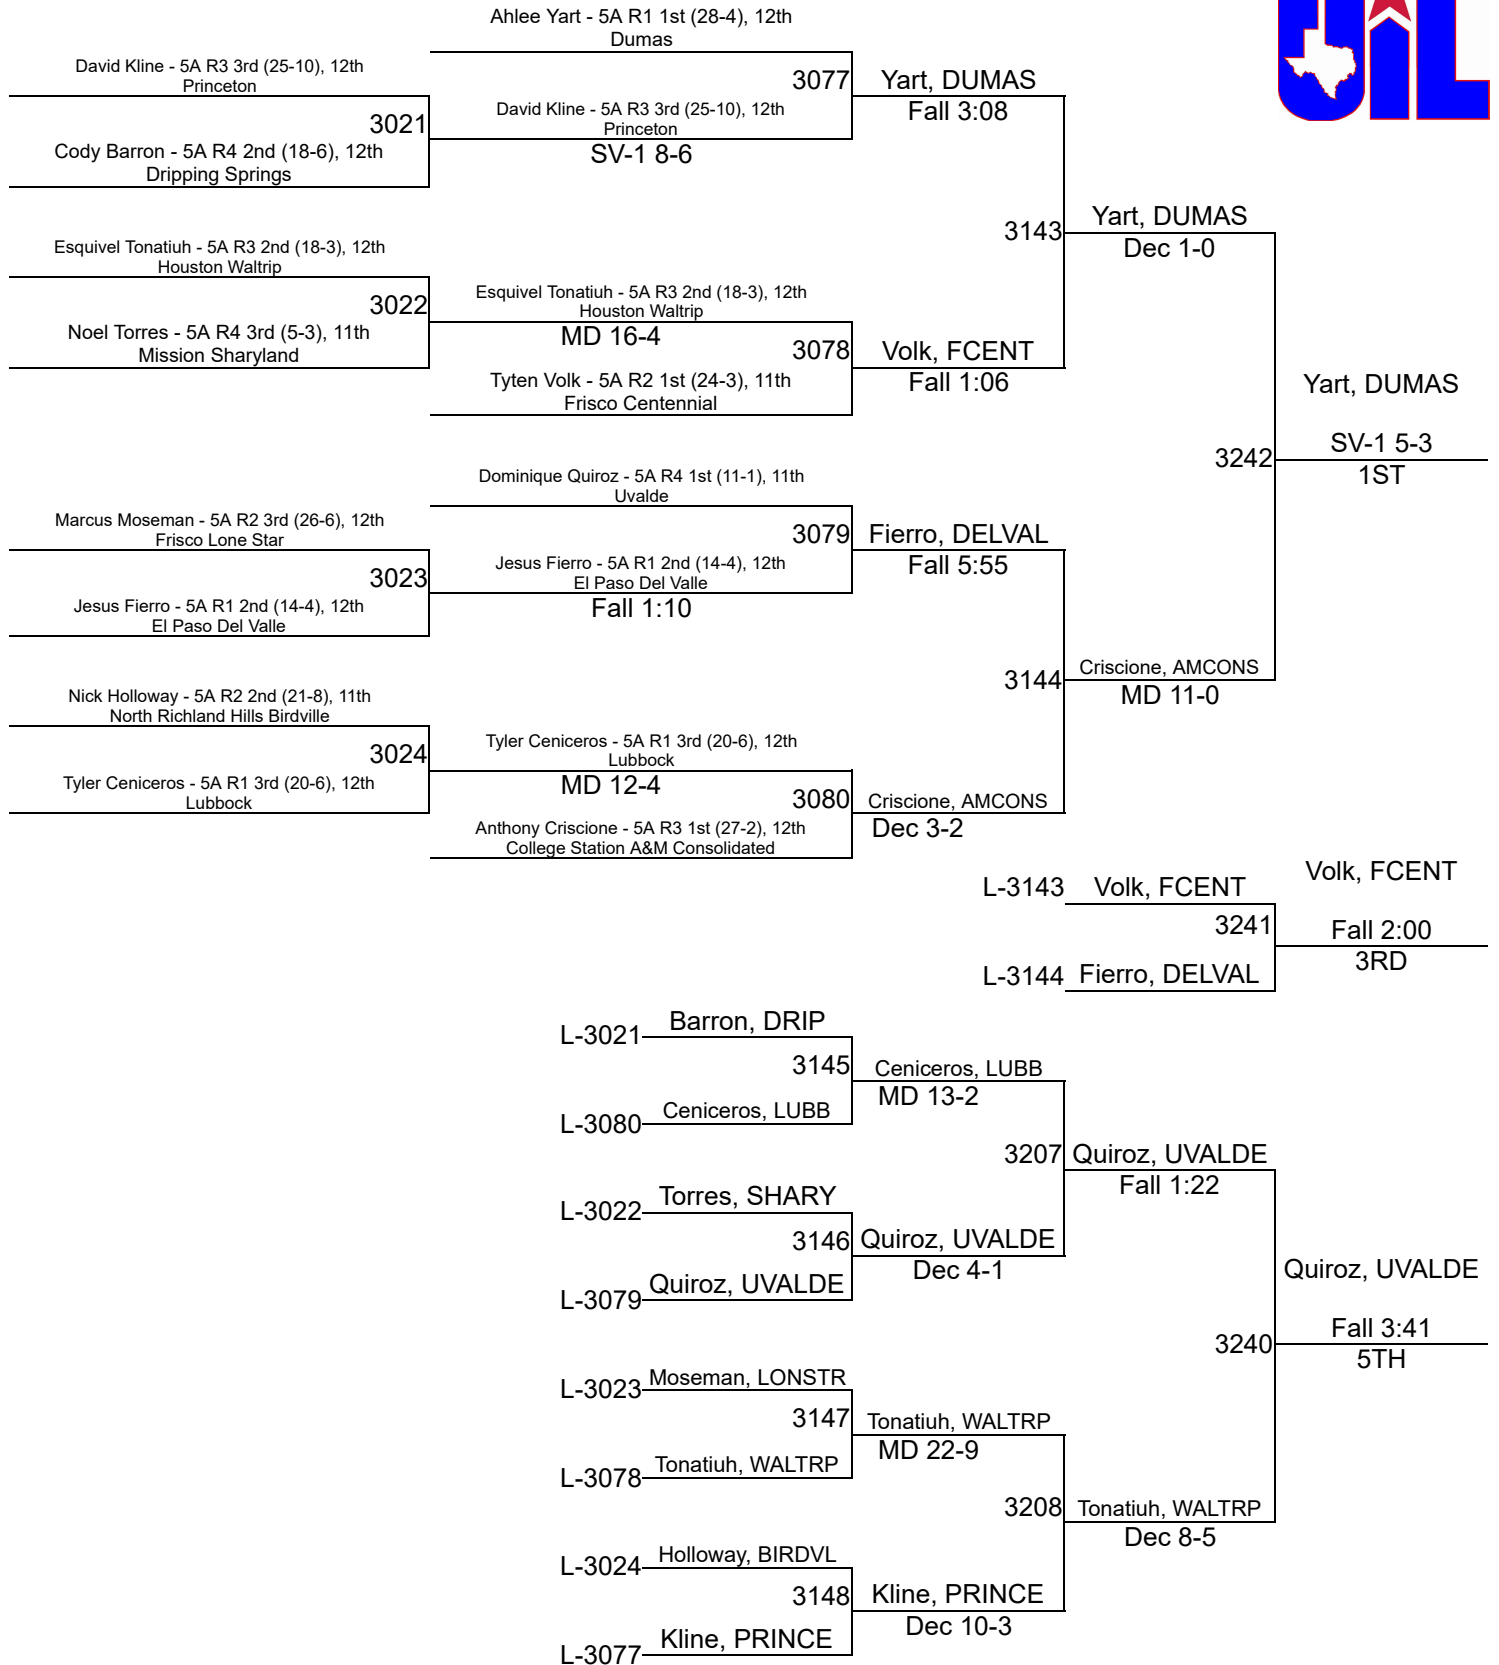 Ahlee Yart - 5A R1 1st (28-4), 12th
Dumas
David Kline - 5A R3 3rd (25-10), 12th
Princeton
3077
Yart, DUMAS
Fall 3:08
UIL
David Kline - 5A R3 3rd (25-10), 12th
Princeton
SV-1 8-6
3021
Cody Barron - 5A R4 2nd (18-6), 12th
Dripping Springs
3143
Yart, DUMAS
Dec 1-0
Esquivel Tonatiuh - 5A R3 2nd (18-3), 12th
Houston Waltrip
3022
Esquivel Tonatiuh - 5A R3 2nd (18-3), 12th
Houston Waltrip
MD 16-4
Noel Torres - 5A R4 3rd (5-3), 11th
Mission Sharyland
3078
Volk, FCENT
Fall 1:06
Tyten Volk - 5A R2 1st (24-3), 11th
Frisco Centennial
Yart, DUMAS
3242
SV-1 5-3
1ST
Dominique Quiroz - 5A R4 1st (11-1), 11th
Uvalde
Marcus Moseman - 5A R2 3rd (26-6), 12th
Frisco Lone Star
3079
Fierro, DELVAL
Fall 5:55
3023
Jesus Fierro - 5A R1 2nd (14-4), 12th
El Paso Del Valle
Fall 1:10
Jesus Fierro - 5A R1 2nd (14-4), 12th
El Paso Del Valle
3144
Criscione, AMCONS
MD 11-0
Nick Holloway - 5A R2 2nd (21-8), 11th
North Richland Hills Birdville
3024
Tyler Ceniceros - 5A R1 3rd (20-6), 12th
Lubbock
MD 12-4
Tyler Ceniceros - 5A R1 3rd (20-6), 12th
Lubbock
3080
Criscione, AMCONS
Dec 3-2
Anthony Criscione - 5A R3 1st (27-2), 12th
College Station A&M Consolidated
L-3143
Volk, FCENT
Volk, FCENT
3241
Fall 2:00
3RD
L-3144
Fierro, DELVAL
L-3021
Barron, DRIP
3145
Ceniceros, LUBB
MD 13-2
L-3080
Ceniceros, LUBB
3207
Quiroz, UVALDE
Fall 1:22
L-3022
Torres, SHARY
3146
Quiroz, UVALDE
Dec 4-1
L-3079
Quiroz, UVALDE
Quiroz, UVALDE
3240
Fall 3:41
5TH
L-3023
Moseman, LONSTR
3147
Tonatiuh, WALTRP
MD 22-9
L-3078
Tonatiuh, WALTRP
3208
Tonatiuh, WALTRP
Dec 8-5
L-3024
Holloway, BIRDVL
3148
Kline, PRINCE
Dec 10-3
L-3077
Kline, PRINCE